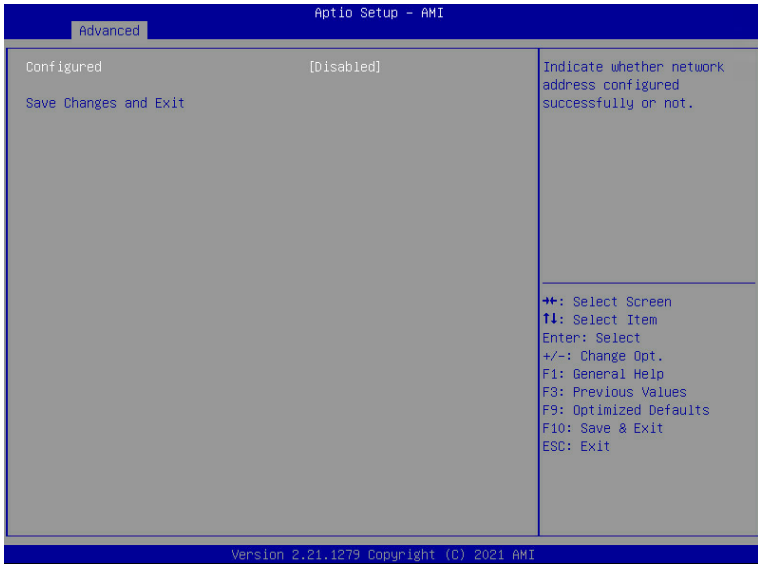 Aptio Setup – AMI
Advanced
Configured [Disabled]
Save Changes and Exit
Indicate whether network
address configured
successfully or not.
→←: Select Screen
↑↓: Select Item
Enter: Select
+/-: Change Opt.
F1: General Help
F3: Previous Values
F9: Optimized Defaults
F10: Save & Exit
ESC: Exit
Version 2.21.1279 Copyright (C) 2021 AMI